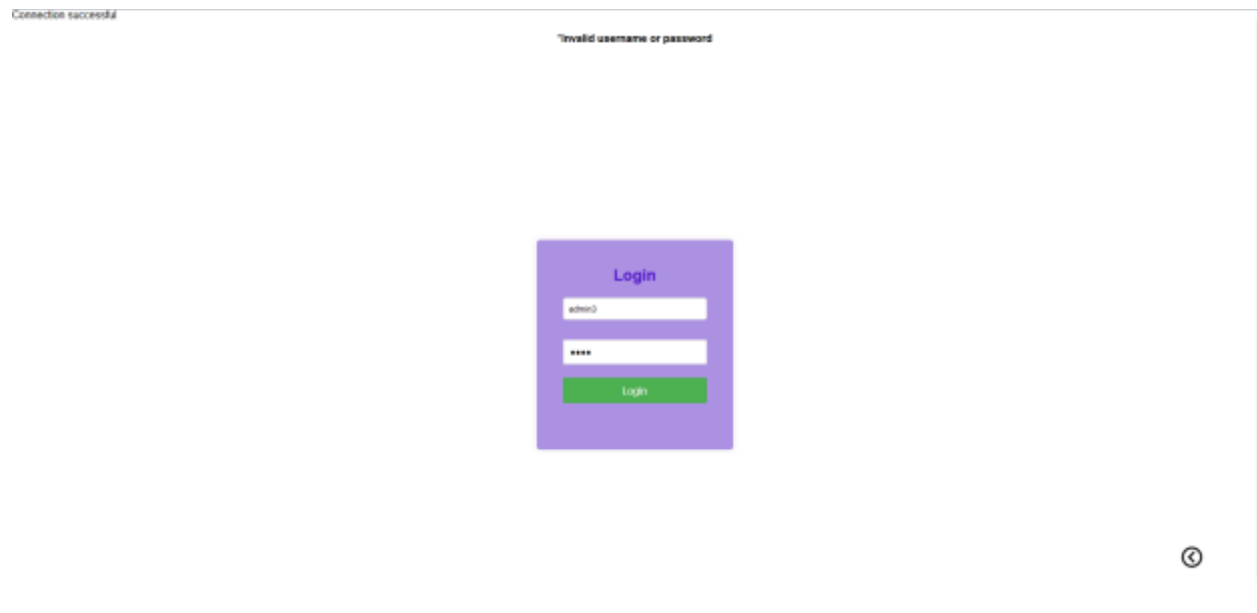 Connection successful
*Invalid username or password
Login
admin3
••••
Login